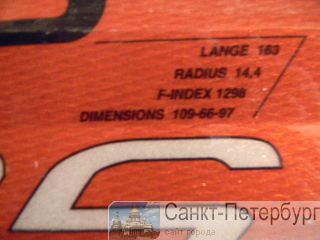 LANGE 163
RADIUS 14,4
F-INDEX 1298
DIMENSIONS 109-66-97
Санкт-Петербург
сайт города